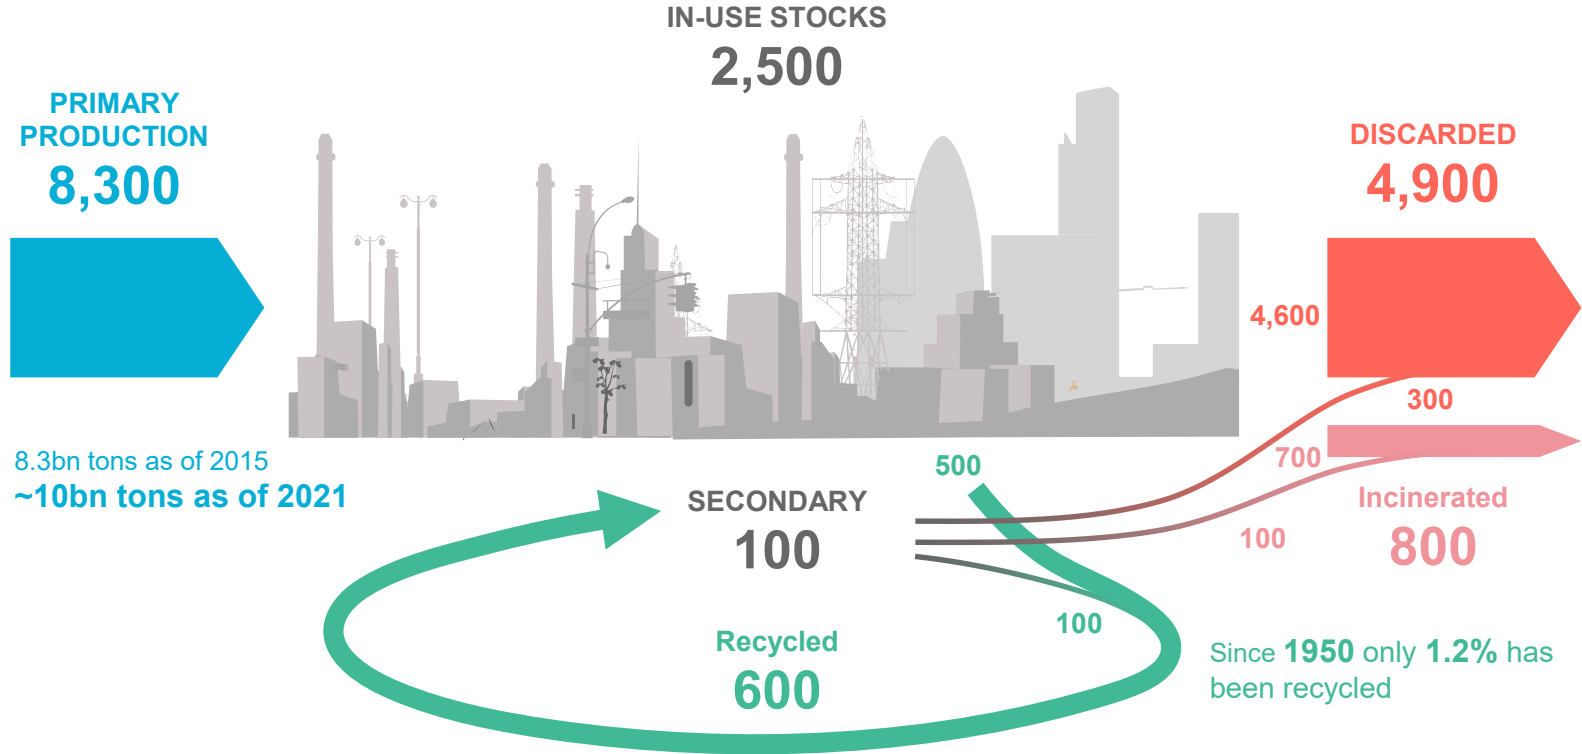 IN-USE STOCKS
2,500
PRIMARY
PRODUCTION
8,300
DISCARDED
4,900
4,600
300
8.3bn tons as of 2015
~10bn tons as of 2021
500
700
SECONDARY
100
Incinerated
800
100
100
Recycled
600
Since 1950 only 1.2% has
been recycled